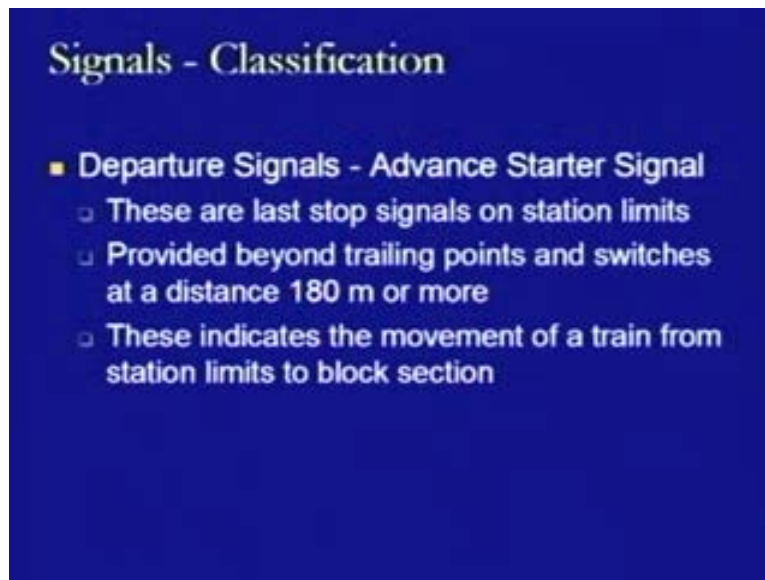 Signals - Classification
Departure Signals - Advance Starter Signal
These are last stop signals on station limits
Provided beyond trailing points and switches
at a distance 180 m or more
These indicates the movement of a train from
station limits to block section